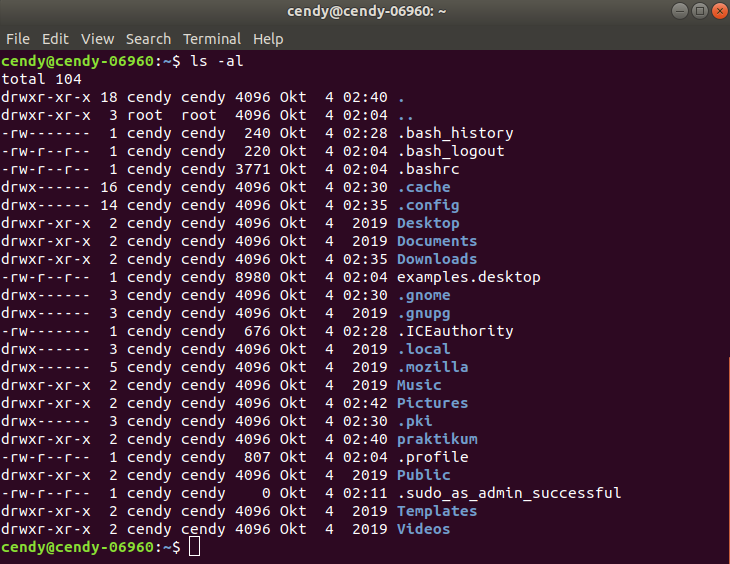 cendy@cendy-06960: ~
File Edit View Search Terminal Help
cendy@cendy-06960:~$ ls -al
total 104
drwxr-xr-x 18 cendy cendy 4096 Okt  4 02:40 .
drwxr-xr-x  3 root  root  4096 Okt  4 02:04 ..
-rw-------  1 cendy cendy  240 Okt  4 02:28 .bash_history
-rw-r--r--  1 cendy cendy  220 Okt  4 02:04 .bash_logout
-rw-r--r--  1 cendy cendy 3771 Okt  4 02:04 .bashrc
drwx------ 16 cendy cendy 4096 Okt  4 02:30 .cache
drwx------ 14 cendy cendy 4096 Okt  4 02:35 .config
drwxr-xr-x  2 cendy cendy 4096 Okt  4  2019 Desktop
drwxr-xr-x  2 cendy cendy 4096 Okt  4  2019 Documents
drwxr-xr-x  2 cendy cendy 4096 Okt  4 02:35 Downloads
-rw-r--r--  1 cendy cendy 8980 Okt  4 02:04 examples.desktop
drwx------  3 cendy cendy 4096 Okt  4 02:30 .gnome
drwx------  3 cendy cendy 4096 Okt  4  2019 .gnupg
-rw-------  1 cendy cendy  676 Okt  4 02:28 .ICEauthority
drwx------  3 cendy cendy 4096 Okt  4  2019 .local
drwx------  5 cendy cendy 4096 Okt  4  2019 .mozilla
drwxr-xr-x  2 cendy cendy 4096 Okt  4  2019 Music
drwxr-xr-x  2 cendy cendy 4096 Okt  4 02:42 Pictures
drwx------  3 cendy cendy 4096 Okt  4 02:30 .pki
drwxr-xr-x  2 cendy cendy 4096 Okt  4 02:40 praktikum
-rw-r--r--  1 cendy cendy  807 Okt  4 02:04 .profile
drwxr-xr-x  2 cendy cendy 4096 Okt  4  2019 Public
-rw-r--r--  1 cendy cendy    0 Okt  4 02:11 .sudo_as_admin_successful
drwxr-xr-x  2 cendy cendy 4096 Okt  4  2019 Templates
drwxr-xr-x  2 cendy cendy 4096 Okt  4  2019 Videos
cendy@cendy-06960:~$